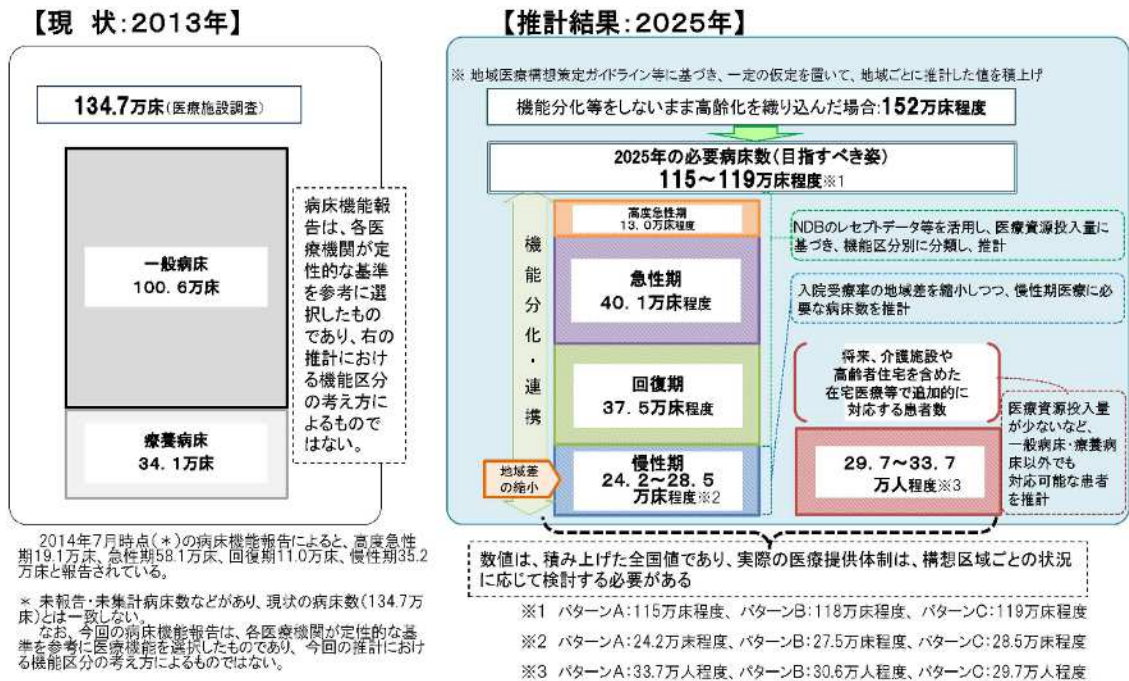 【現 状:2013年】
134.7万床(医療施設調査)
一般病床
100.6万床
療養病床
34.1万床
病床機能報
告は、各医
療機関が定
性的な基準
を参考に選
択したもの
であり、右の
推計におけ
る機能区分
の考え方に
よるもので
はない。
2014年7月時点(*)の病床機能報告によると、高度急性
期19.1万床、急性期58.1万床、回復期11.0万床、慢性期35.2
万床と報告されている。
* 未報告・未集計病床数などがあり、現状の病床数(134.7万
床)とは一致しない。
なお、今回の病床機能報告は、各医療機関が定性的な基
準を参考に医療機能を選択したものであり、今回の推計におけ
る機能区分の考え方によるものではない。
【推計結果:2025年】
※ 地域医療構想策定ガイドライン等に基づき、一定の仮定を置いて、地域ごとに推計した値を積上げ
機能分化等をしないまま高齢化を織り込んだ場合:152万床程度
2025年の必要病床数(目指すべき姿)
115~119万床程度※1
機能分化・連携
地域差
の縮小
高度急性期
13.0万床程度
急性期
40.1万床程度
回復期
37.5万床程度
慢性期
24.2~28.5
万床程度※2
NDBのレセプトデータ等を活用し、医療資源投入量に
基づき、機能区分別に分類し、推計
入院受療率の地域差を縮小しつつ、慢性期医療に必
要な病床数を推計
将来、介護施設や
高齢者住宅を含めた
在宅医療等で追加的に
対応する患者数
29.7~33.7
万人程度※3
医療資源投入量
が少ないなど、
一般病床・療養病
床以外でも
対応可能な患者
を推計
数値は、積み上げた全国値であり、実際の医療提供体制は、構想区域ごとの状況
に応じて検討する必要がある
※1 パターンA:115万床程度、パターンB:118万床程度、パターンC:119万床程度
※2 パターンA:24.2万床程度、パターンB:27.5万床程度、パターンC:28.5万床程度
※3 パターンA:33.7万人程度、パターンB:30.6万人程度、パターンC:29.7万人程度